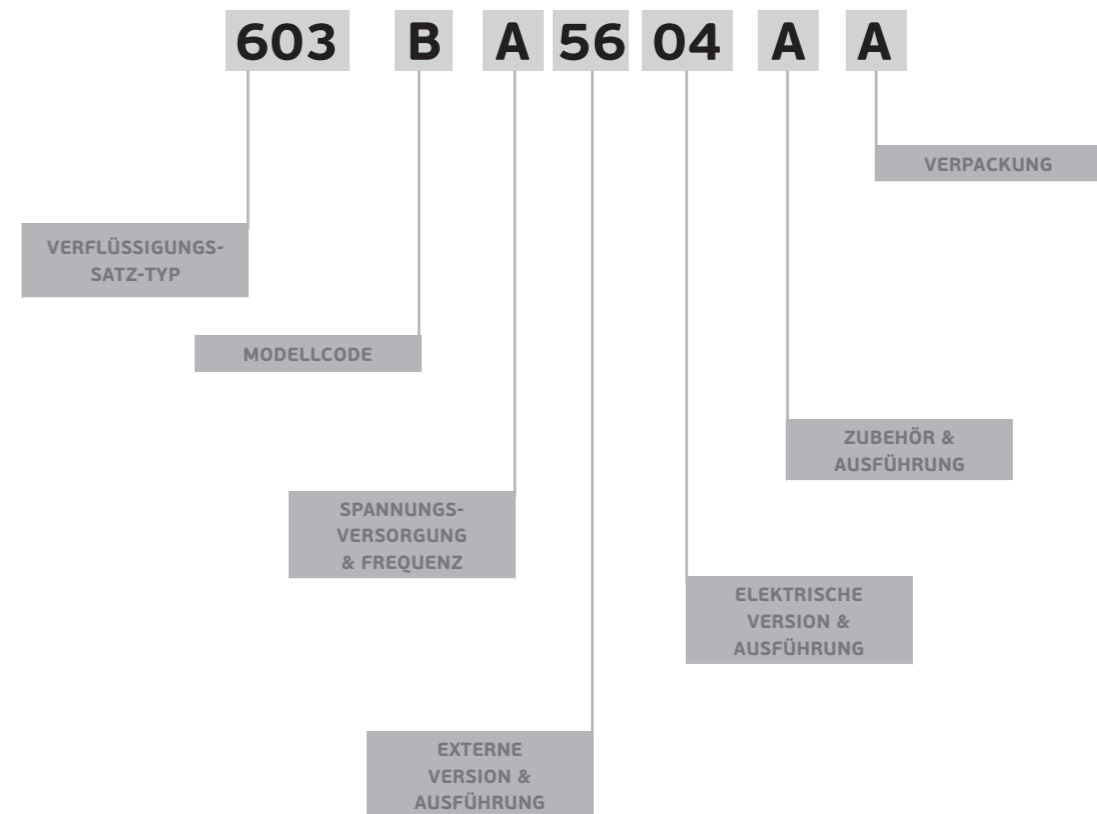 603 B A 56 04 A A
VERPACKUNG
VERFLÜSSIGUNGS-
SATZ-TYP
MODELLCODE
ZUBEHÖR &
AUSFÜHRUNG
SPANNUNGS-
VERSORGUNG
& FREQUENZ
ELEKTRISCHE
VERSION &
AUSFÜHRUNG
EXTERNE
VERSION &
AUSFÜHRUNG